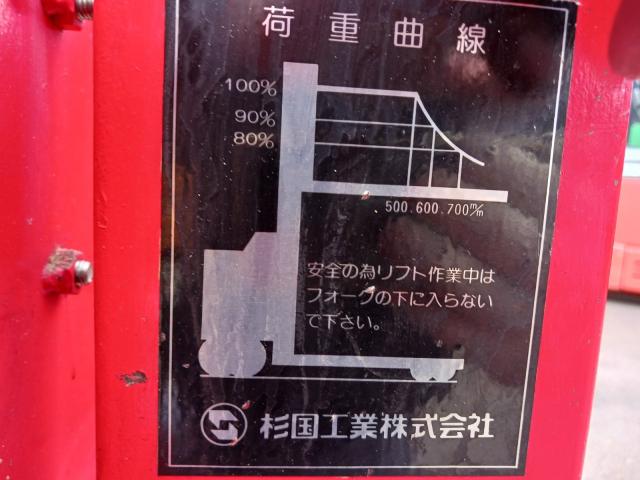 荷重曲線
100%
90%
80%
500.600.700m/m
安全の為リフト作業中は
フォークの下に入らない
で下さい。
杉国工業株式会社